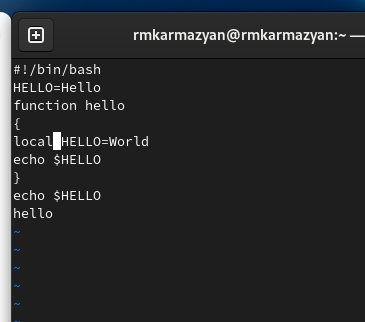 rmkarmazyan@rmkarmazyan:~ —
#!/bin/bash
HELLO=Hello
function hello
{
local HELLO=World
echo $HELLO
}
echo $HELLO
hello
~
~
~
~
~